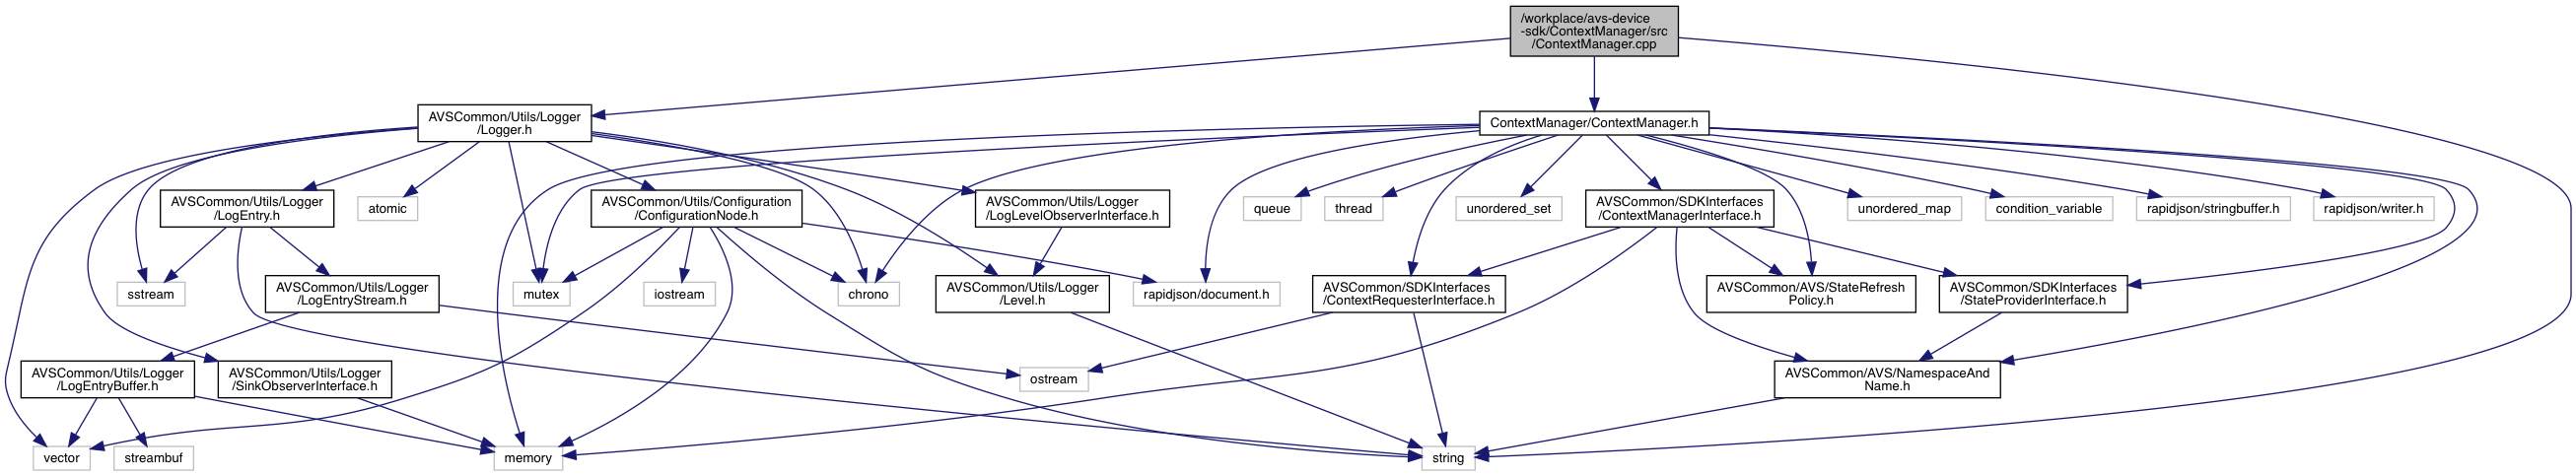 /workplace/avs-device
-sdk/ContextManager/src
/ContextManager.cpp
AVSCommon/Utils/Logger
/Logger.h
ContextManager/ContextManager.h
AVSCommon/Utils/Logger
/LogEntry.h
atomic
AVSCommon/Utils/Configuration
/ConfigurationNode.h
AVSCommon/Utils/Logger
/LogLevelObserverInterface.h
queue
thread
unordered_set
AVSCommon/SDKInterfaces
/ContextManagerInterface.h
unordered_map
condition_variable
rapidjson/stringbuffer.h
rapidjson/writer.h
sstream
AVSCommon/Utils/Logger
/LogEntryStream.h
mutex
iostream
chrono
AVSCommon/Utils/Logger
/Level.h
rapidjson/document.h
AVSCommon/SDKInterfaces
/ContextRequesterInterface.h
AVSCommon/AVS/StateRefresh
Policy.h
AVSCommon/SDKInterfaces
/StateProviderInterface.h
AVSCommon/Utils/Logger
/LogEntryBuffer.h
AVSCommon/Utils/Logger
/SinkObserverInterface.h
ostream
AVSCommon/AVS/NamespaceAnd
Name.h
vector
streambuf
memory
string